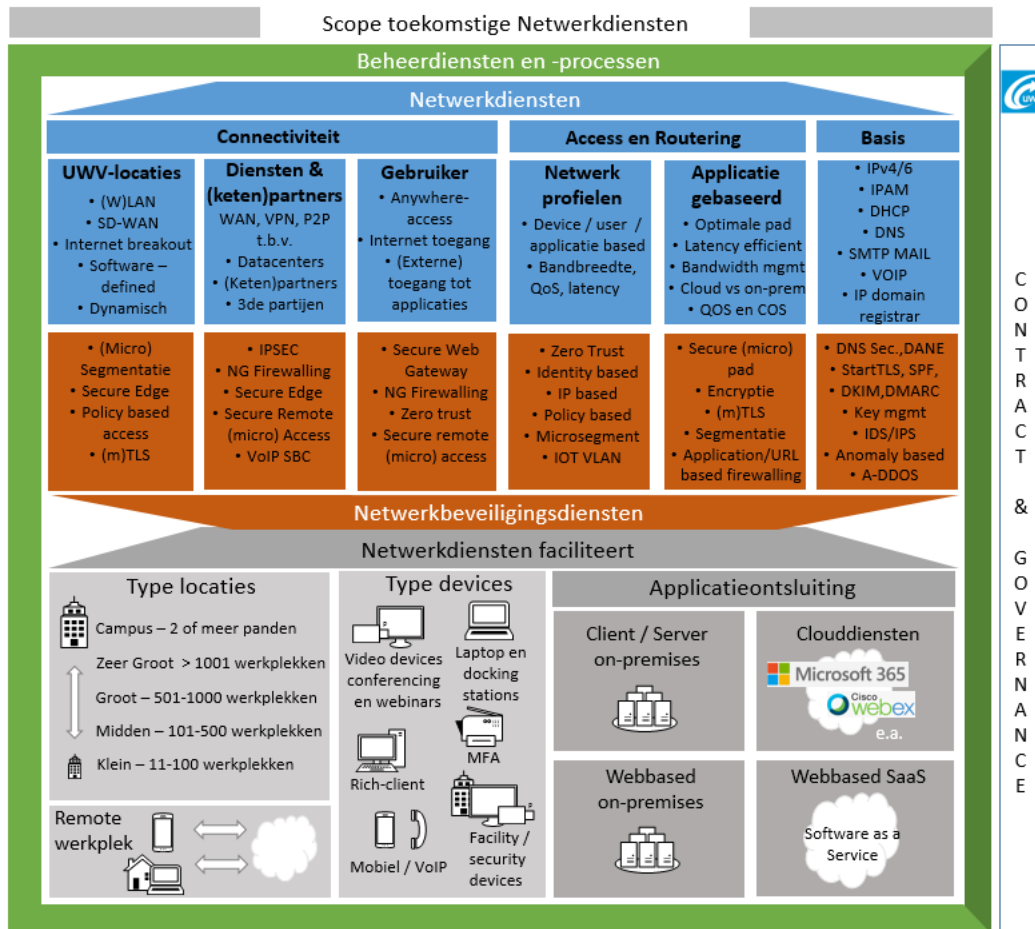 Scope toekomstige Netwerkdiensten
Beheerdiensten en -processen
UWV
Netwerkdiensten
Connectiviteit
Access en Routering
Basis
UWV-locaties
• (W)LAN
• SD-WAN
• Internet breakout
• Software –
defined
• Dynamisch
Diensten &
(keten)partners
WAN, VPN, P2P
t.b.v.
• Datacenters
• (Keten)partners
• 3de partijen
Gebruiker
• Anywhere-
access
• Internet toegang
• (Externe)
toegang tot
applicaties
Netwerk
profielen
• Device / user /
applicatie based
• Bandbreedte,
QoS, latency
Applicatie
gebaseerd
• Optimale pad
• Latency efficient
• Bandwidth mgmt
• Cloud vs on-prem
• QOS en COS
• IPv4/6
• IPAM
• DHCP
• DNS
• SMTP MAIL
• VOIP
• IP domain
registrar
• (Micro)
Segmentatie
• Secure Edge
• Policy based
access
• (m)TLS
• IPSEC
• NG Firewalling
• Secure Edge
• Secure Remote
(micro) Access
• VoIP SBC
• Secure Web
Gateway
• NG Firewalling
• Zero trust
• Secure remote
(micro) access
• Zero Trust
• Identity based
• IP based
• Policy based
• Microsegment
• IOT VLAN
• Secure (micro)
pad
• Encryptie
• (m)TLS
• Segmentatie
• Application/URL
based firewalling
• DNS Sec.,DANE
• StartTLS, SPF,
• DKIM,DMARC
• Key mgmt
• IDS/IPS
• Anomaly based
• A-DDOS
Netwerkbeveiligingsdiensten
Netwerkdiensten faciliteert
Type locaties
Campus – 2 of meer panden
Zeer Groot > 1001 werkplekken
Groot – 501-1000 werkplekken
Midden – 101-500 werkplekken
Klein – 11-100 werkplekken
Remote
werkplek
Type devices
Video devices
conferencing
en webinars
Laptop en
docking
stations
MFA
Rich-client
Mobiel / VoIP
Facility /
security
devices
Applicatieontsluiting
Client / Server
on-premises
Clouddiensten
Microsoft 365
Cisco
webex
e.a.
Webbased
on-premises
Webbased SaaS
Software as a
Service
CONTRACT & GOVERNANCE